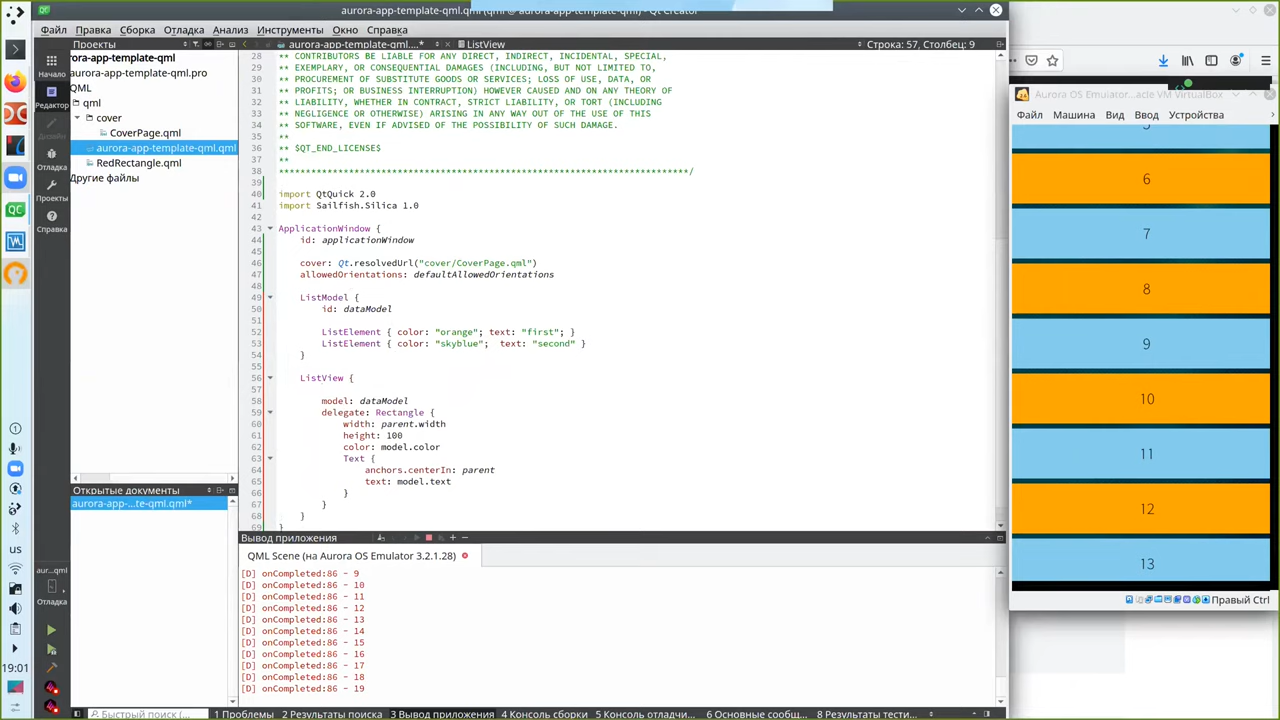 aurora-app-template-qml.qml (qml @ aurora-app-template-qml) - Qt Creator
Файл Правка Сборка Отладка Анализ Инструменты Окно Справка
Проекты
aurora-app-template-qml....*
ListView
Строка: 57, Столбец: 9
Начало
Редактор
Дизайн
Отладка
Проекты
Справка
rora-app-template-qml
aurora-app-template-qml.pro
QML
qml
cover
CoverPage.qml
aurora-app-template-qml.qml
RedRectangle.qml
Другие файлы
28 ** CONTRIBUTORS BE LIABLE FOR ANY DIRECT, INDIRECT, INCIDENTAL, SPECIAL,
29 ** EXEMPLARY, OR CONSEQUENTIAL DAMAGES (INCLUDING, BUT NOT LIMITED TO,
30 ** PROCUREMENT OF SUBSTITUTE GOODS OR SERVICES; LOSS OF USE, DATA, OR
31 ** PROFITS; OR BUSINESS INTERRUPTION) HOWEVER CAUSED AND ON ANY THEORY OF
32 ** LIABILITY, WHETHER IN CONTRACT, STRICT LIABILITY, OR TORT (INCLUDING
33 ** NEGLIGENCE OR OTHERWISE) ARISING IN ANY WAY OUT OF THE USE OF THIS
34 ** SOFTWARE, EVEN IF ADVISED OF THE POSSIBILITY OF SUCH DAMAGE.
35 **
36 ** $QT_END_LICENSE$
37 **
38 ****************************************************************************/
39
40 import QtQuick 2.0
41 import Sailfish.Silica 1.0
42
43 ApplicationWindow {
44 id: applicationWindow
45
46 cover: Qt.resolvedUrl("cover/CoverPage.qml")
47 allowedOrientations: defaultAllowedOrientations
48
49 ListModel {
50 id: dataModel
51
52 ListElement { color: "orange"; text: "first"; }
53 ListElement { color: "skyblue"; text: "second" }
54 }
55
56 ListView {
57
58 model: dataModel
59 delegate: Rectangle {
60 width: parent.width
61 height: 100
62 color: model.color
63 Text {
64 anchors.centerIn: parent
65 text: model.text
66 }
67 }
68 }
69 }
Открытые документы
aurora-app-...te-qml.qml*
Вывод приложения
QML Scene (на Aurora OS Emulator 3.2.1.28)
[D] onCompleted:86 - 9
[D] onCompleted:86 - 10
[D] onCompleted:86 - 11
[D] onCompleted:86 - 12
[D] onCompleted:86 - 13
[D] onCompleted:86 - 14
[D] onCompleted:86 - 15
[D] onCompleted:86 - 16
[D] onCompleted:86 - 17
[D] onCompleted:86 - 18
[D] onCompleted:86 - 19
us
19:01
aur...qml
Отладка
Быстрый поиск (...
1 Проблемы 2 Результаты поиска 3 Вывод приложения 4 Консоль сборки 5 Консоль отладчи... 6 Основные сообщ... 8 Результаты тести...
Aurora OS Emulator...acle VM VirtualBox
Файл Машина Вид Ввод Устройства
6
7
8
9
10
11
12
13
Правый Ctrl